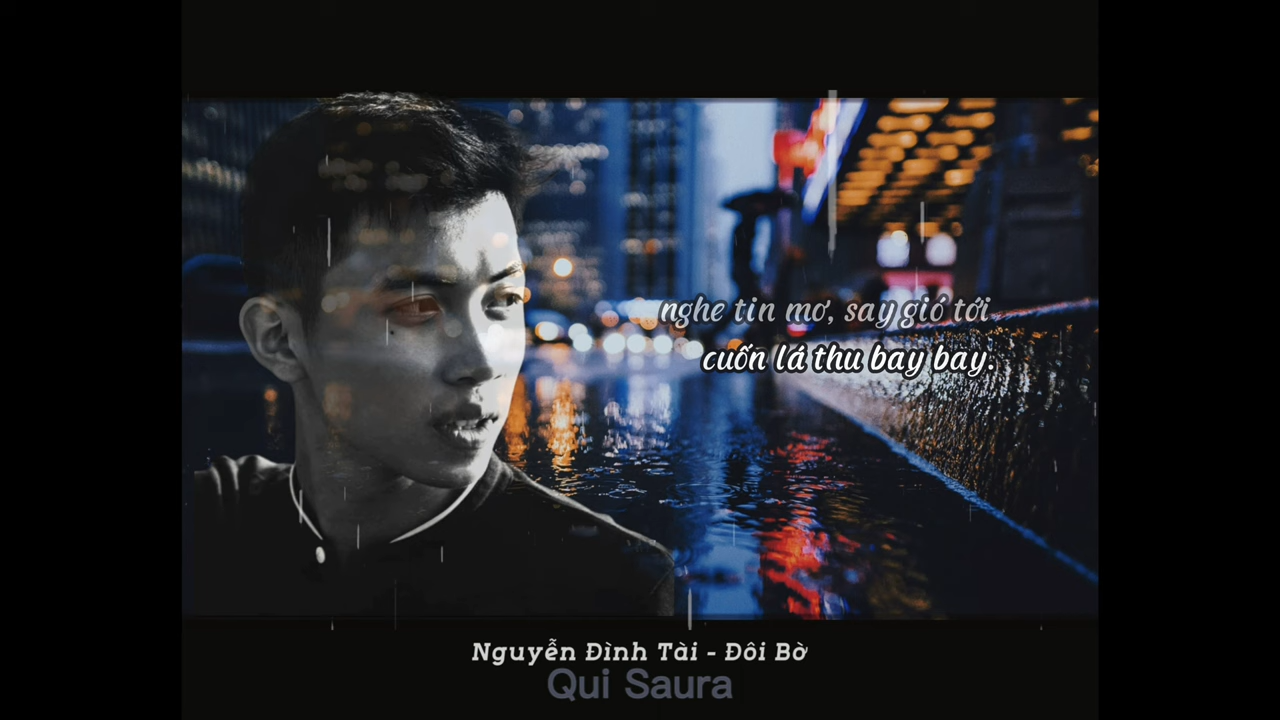 nghe tin mơ, say gió tới
cuốn lá thu bay bay.
Nguyễn Đình Tài - Đôi Bờ
Qui Saura